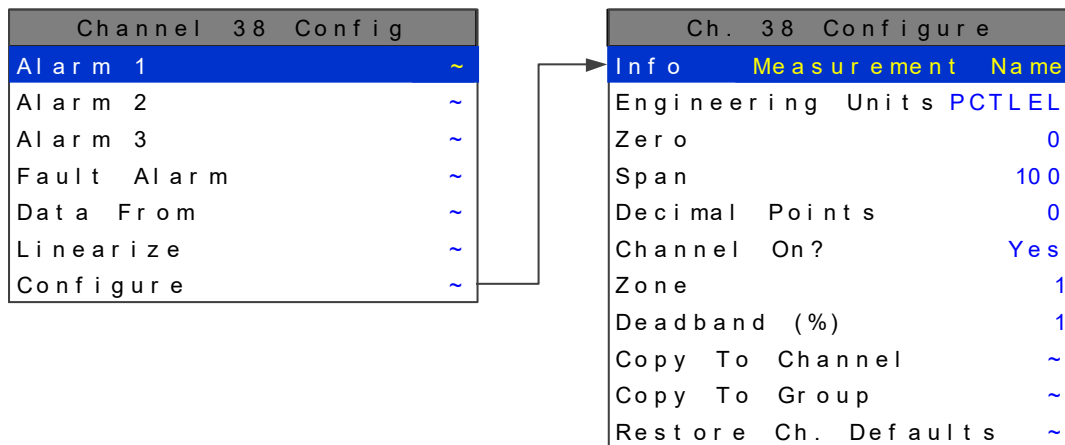 Channel 38 Config
Alarm 1 ~
Alarm 2 ~
Alarm 3 ~
Fault Alarm ~
Data From ~
Linearize ~
Configure ~
Ch. 38 Configure
Info Measurement Name
Engineering Units PCTLEL
Zero 0
Span 100
Decimal Points 0
Channel On? Yes
Zone 1
Deadband (%) 1
Copy To Channel ~
Copy To Group ~
Restore Ch. Defaults ~